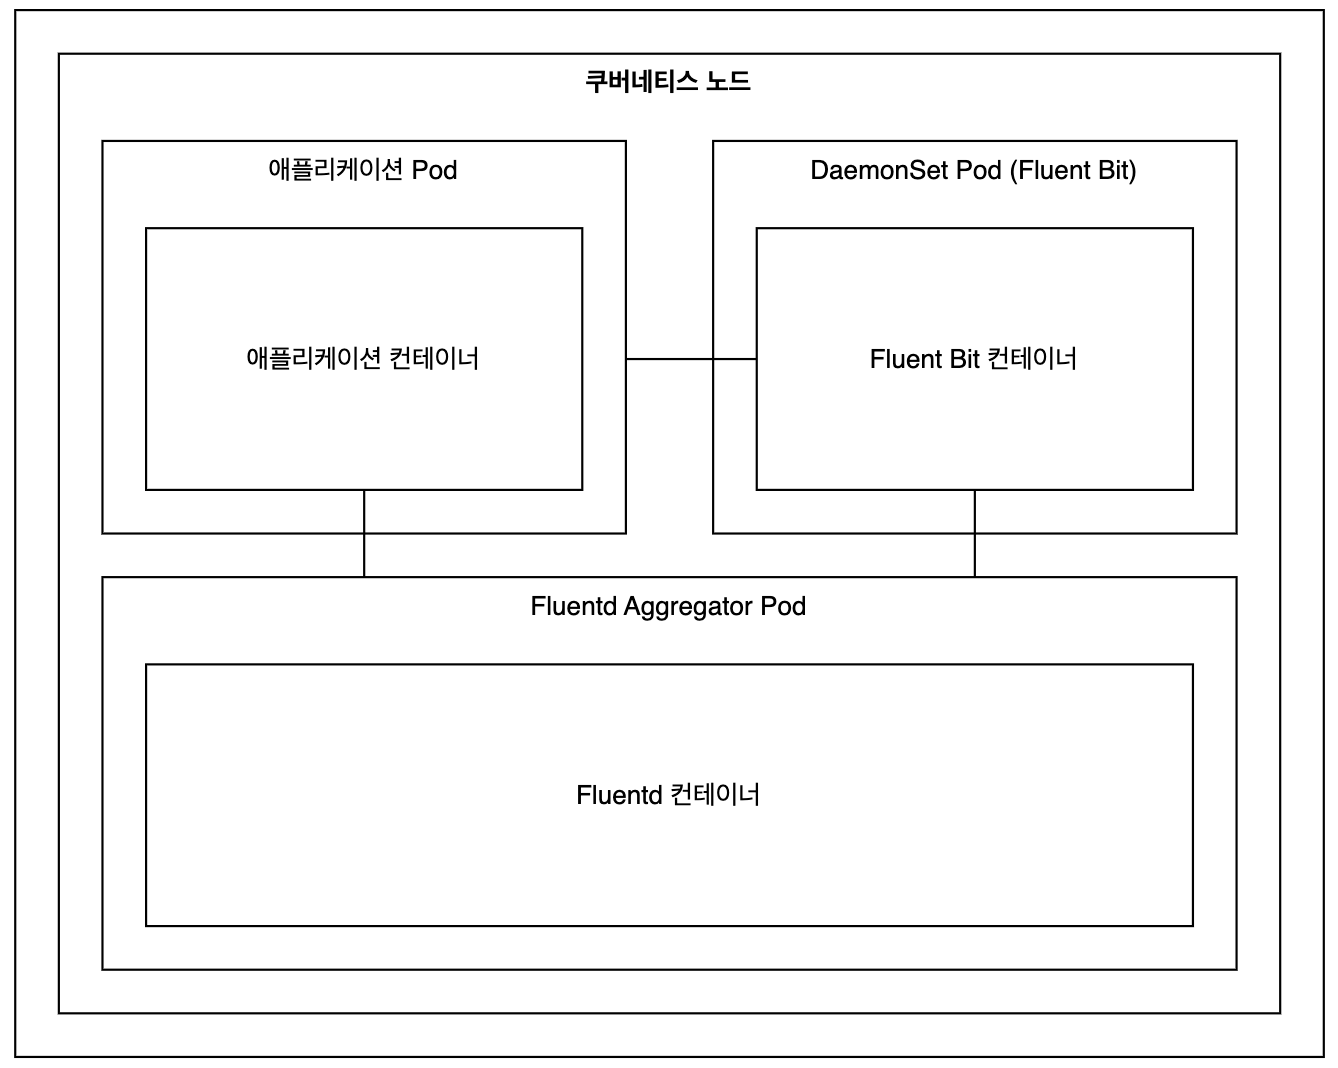 쿠버네티스 노드
애플리케이션 Pod
DaemonSet Pod (Fluent Bit)
애플리케이션 컨테이너
Fluent Bit 컨테이너
Fluentd Aggregator Pod
Fluentd 컨테이너